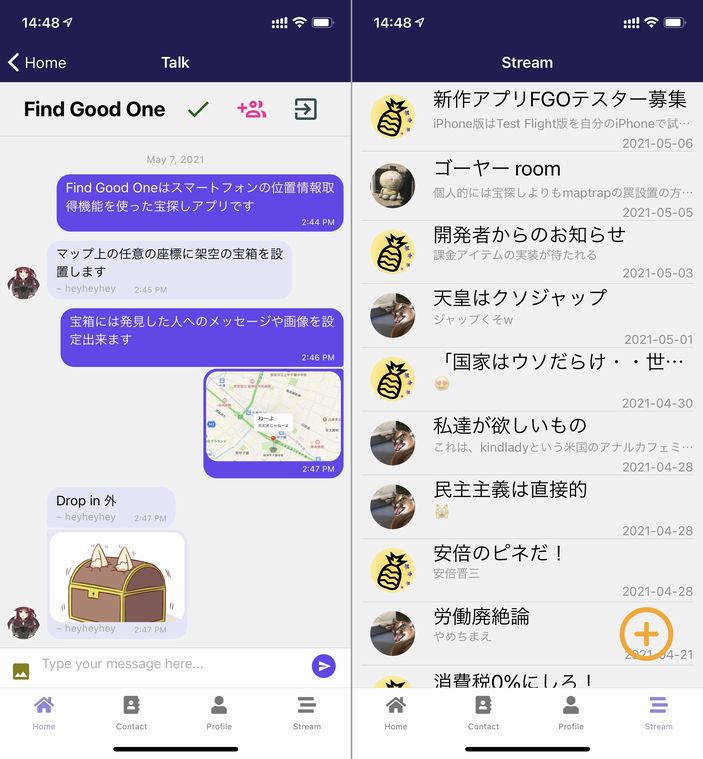 14:48
Home
Talk
Find Good One
May 7, 2021
Find Good Oneはスマートフォンの位置情報取
得機能を使った宝探しアプリです
2:44 PM
マップ上の任意の座標に架空の宝箱を設
置します
~ heyheyhey
2:45 PM
宝箱には発見した人へのメッセージや画像を設
定出来ます
2:46 PM
ねーよ
大丈夫じゃねーよ
2:47 PM
Drop in 外
~ heyheyhey
2:47 PM
~ heyheyhey
2:47 PM
Type your message here...
Home
Contact
Profile
Stream
14:48
Stream
新作アプリFGOテスター募集
iPhone版はTest Flight版を自分のiPhoneで試…
2021-05-06
ゴーヤー room
個人的には宝探しよりもmaptrapの罠設置の方…
2021-05-05
開発者からのお知らせ
課金アイテムの実装が待たれる
2021-05-03
天皇はクソジャップ
ジャップくそw
2021-05-01
「国家はウソだらけ・・世…
😍
2021-04-30
私達が欲しいもの
これは、kindladyという米国のアナルカフェミ…
2021-04-28
民主主義は直接的
🙀
2021-04-28
安倍のピネだ！
安倍晋三
2021-04-28
労働廃絶論
やめちまえ
2021-04-21
消費税0%にしろ！
Home
Contact
Profile
Stream